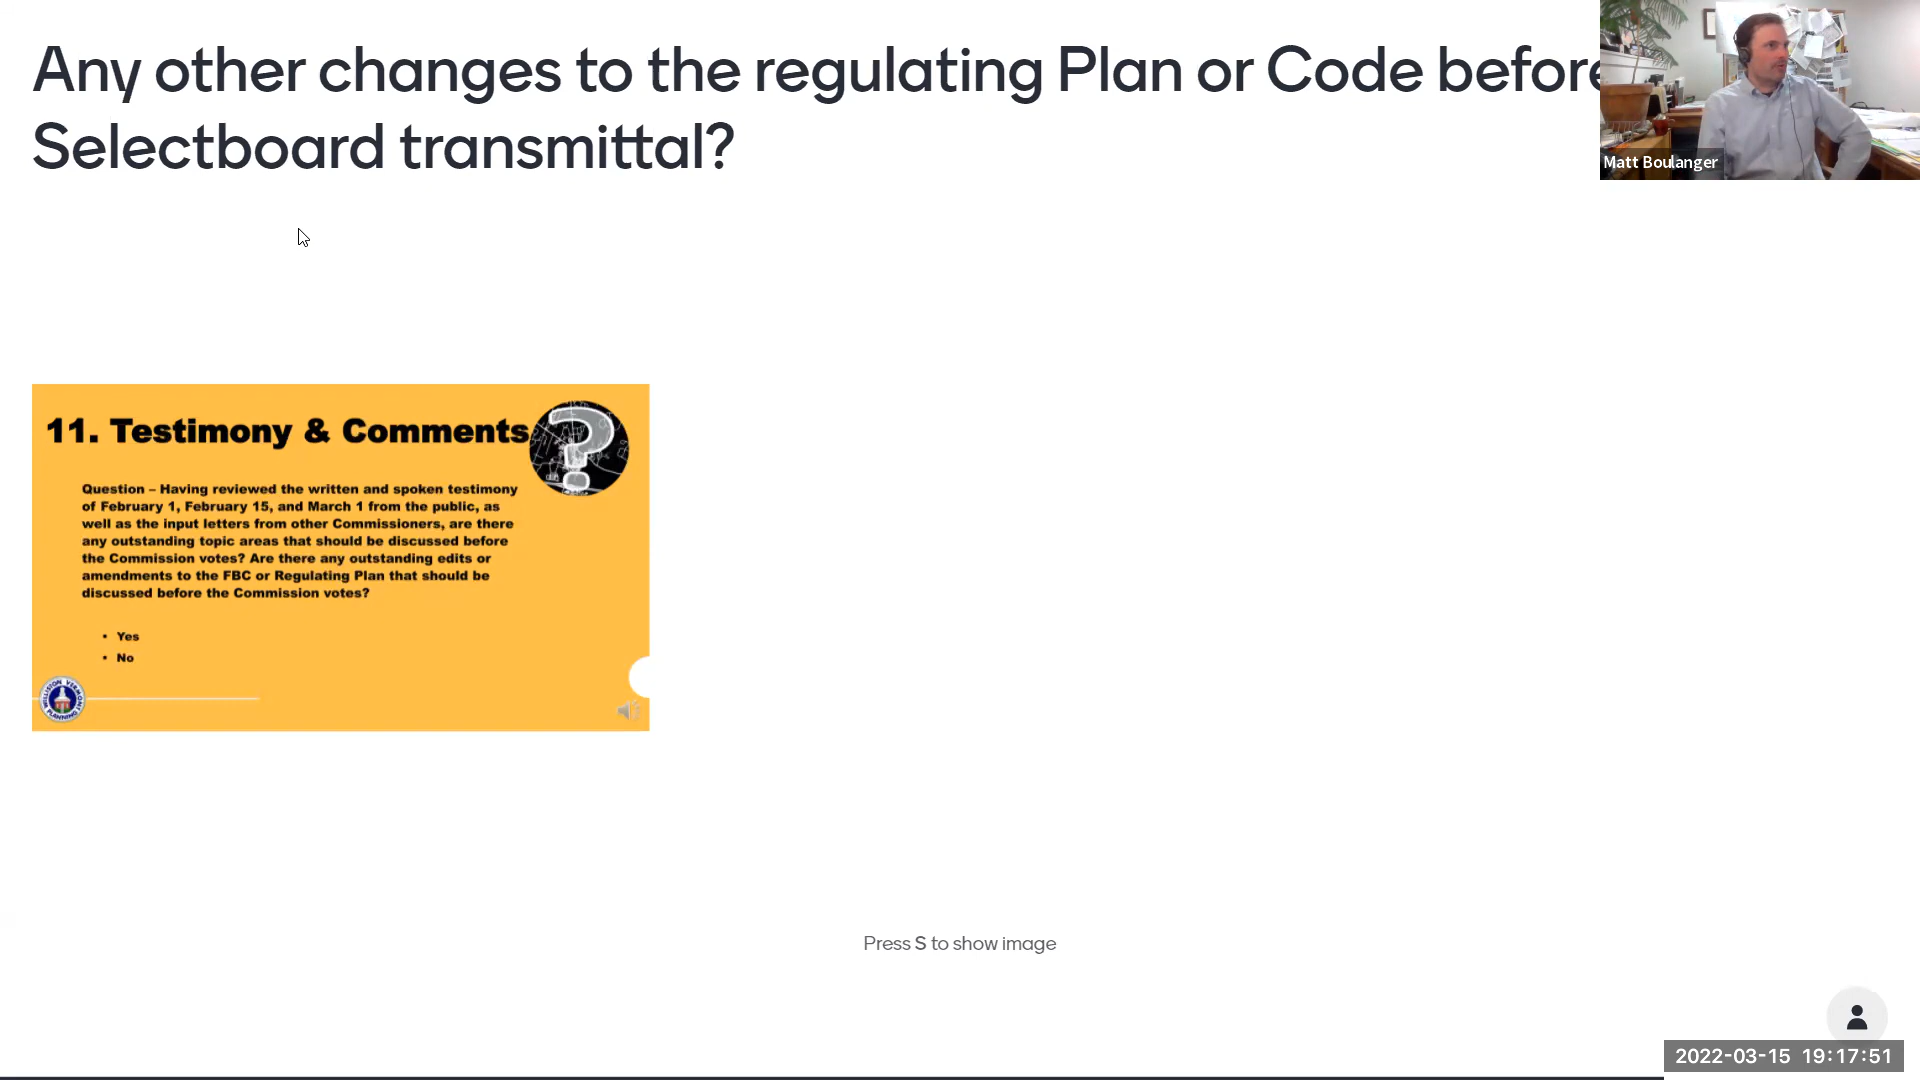 Any other changes to the regulating Plan or Code before
Selectboard transmittal?
Matt Boulanger
11. Testimony & Comments
Question – Having reviewed the written and spoken testimony
of February 1, February 15, and March 1 from the public, as
well as the input letters from other Commissioners, are there
any outstanding topic areas that should be discussed before
the Commission votes? Are there any outstanding edits or
amendments to the FBC or Regulating Plan that should be
discussed before the Commission votes?
• Yes
• No
WILLISTON VERMONT
PLANNING
Press S to show image
2022-03-15 19:17:51